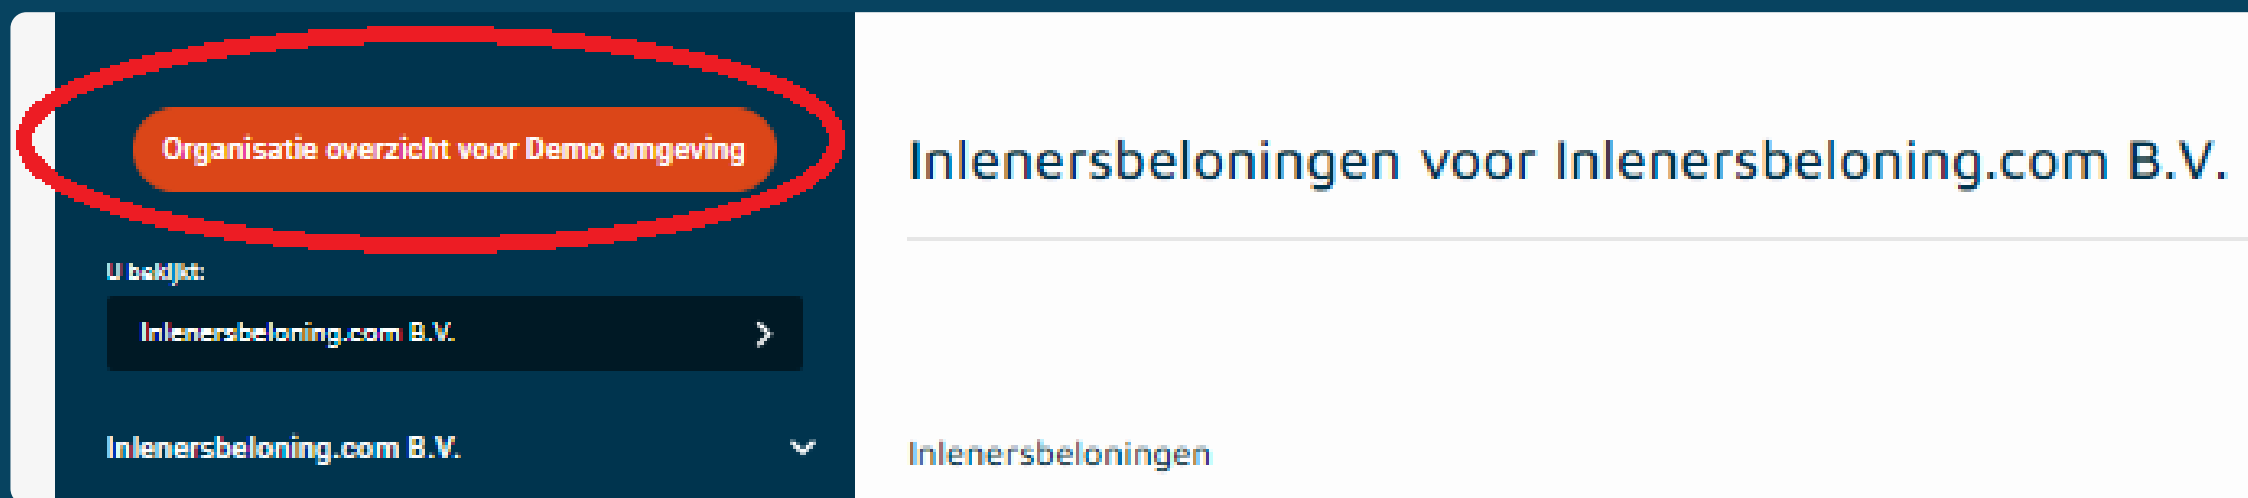 Organisatie overzicht voor Demo omgeving
U bekijkt:
Inlenersbeloning.com B.V.
Inlenersbeloning.com B.V.
Inlenersbeloningen voor Inlenersbeloning.com B.V.
Inlenersbeloningen